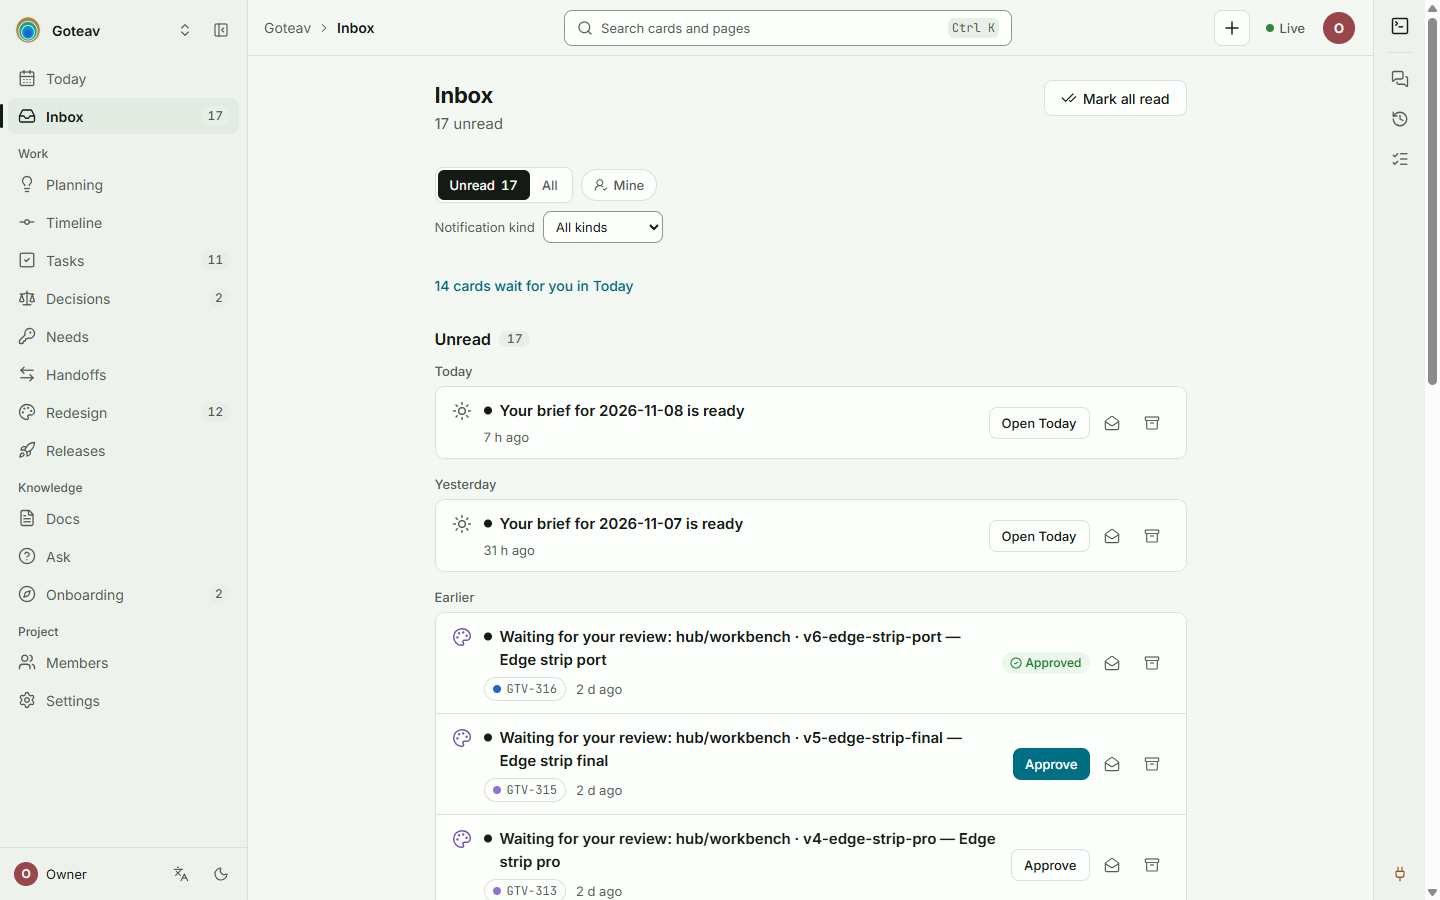 Goteav
Today
Inbox 17
Work
Planning
Timeline
Tasks 11
Decisions 2
Needs
Handoffs
Redesign 12
Releases
Knowledge
Docs
Ask
Onboarding 2
Project
Members
Settings
O Owner
Goteav > Inbox
Search cards and pages Ctrl K
Live
O
Inbox
17 unread
Mark all read
Unread 17 All Mine
Notification kind All kinds
14 cards wait for you in Today
Unread 17
Today
Your brief for 2026-11-08 is ready
7 h ago
Open Today
Yesterday
Your brief for 2026-11-07 is ready
31 h ago
Open Today
Earlier
Waiting for your review: hub/workbench · v6-edge-strip-port —
Edge strip port
GTV-316 2 d ago
Approved
Waiting for your review: hub/workbench · v5-edge-strip-final —
Edge strip final
GTV-315 2 d ago
Approve
Waiting for your review: hub/workbench · v4-edge-strip-pro — Edge
strip pro
GTV-313 2 d ago
Approve